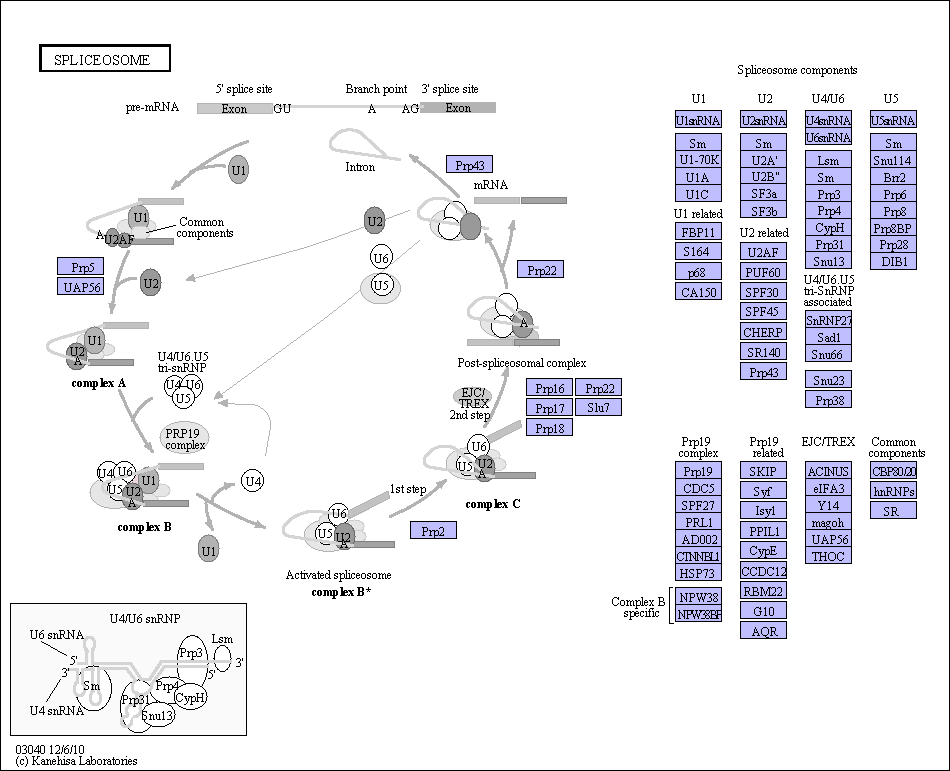 SPLICEOSOME
5' splice site
Branch point
3' splice site
pre-mRNA
Exon
GU
A
AG
Exon
U1
Intron
Prp43
mRNA
U1
A
U2AF
Common
components
U2
Prp5
UAP56
U2
U6
U5
Prp22
A
U1
U2
A
complex A
U4/U6.U5
tri-snRNP
U4
U6
U5
Post-spliceosomal complex
EJC/
TREX
2nd step
Prp16
Prp22
Prp17
Slu7
Prp18
PRP19
complex
U4
U6
U5
U1
U2
A
complex B
U4
U1
U6
U5
U2
A
complex C
1st step
U6
U5
U2
A
Prp2
Activated spliceosome
complex B*
U4/U6 snRNP
U6 snRNA
5'
3'
U4 snRNA
Sm
Prp3
Lsm
3'
5'
Prp4
Prp31
CypH
Snu13
03040 12/6/10
(c) Kanehisa Laboratories
Spliceosome components
U1
U1snRNA
Sm
U1-70K
U1A
U1C
U1 related
FBP11
S164
p68
CA150
U2
U2snRNA
Sm
U2A'
U2B"
SF3a
SF3b
U2 related
U2AF
PUF60
SPF30
SPF45
CHERP
SR140
Prp43
U4/U6
U4snRNA
U6snRNA
Lsm
Sm
Prp3
Prp4
CypH
Prp31
Snu13
U4/U6.U5
tri-SnRNP
associated
SnRNP27
Sad1
Snu66
Snu23
Prp38
U5
U5snRNA
Sm
Snu114
Brr2
Prp6
Prp8
Prp8BP
Prp28
DIB1
Prp19
complex
Prp19
CDC5
SPF27
PRL1
AD002
CTNNBL1
HSP73
Complex B
specific
NPW38
NPW38BP
Prp19
related
SKIP
Syf
Isy1
PPIL1
CypE
CCDC12
RBM22
G10
AQR
EJC/TREX
ACINUS
eIFA3
Y14
magoh
UAP56
THOC
Common
components
CBP80/20
hnRNPs
SR